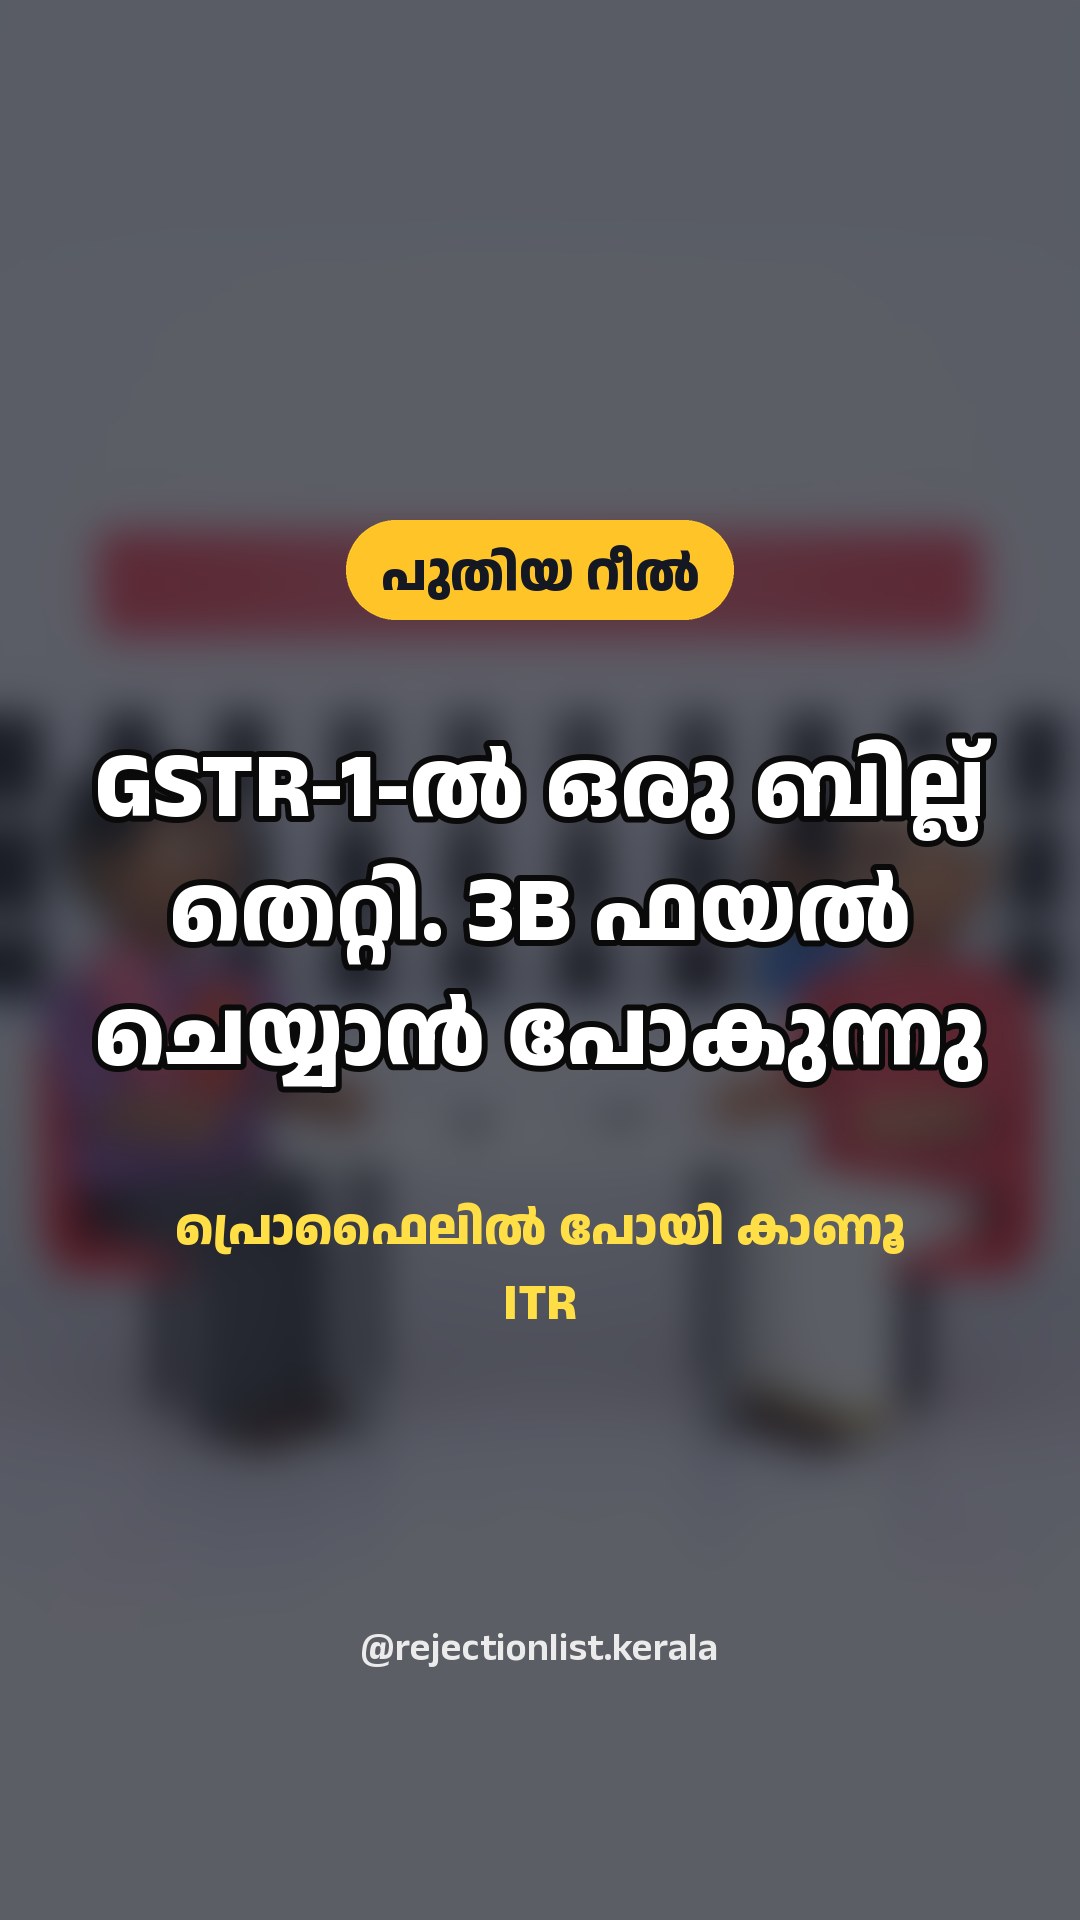 പുതിയ റീൽ
GSTR-1-ൽ ഒരു ബില്ല്
തെറ്റി. 3B ഫയൽ
ചെയ്യാൻ പോകുന്നു
പ്രൊഫൈലിൽ പോയി കാണൂ
ITR
@rejectionlist.kerala